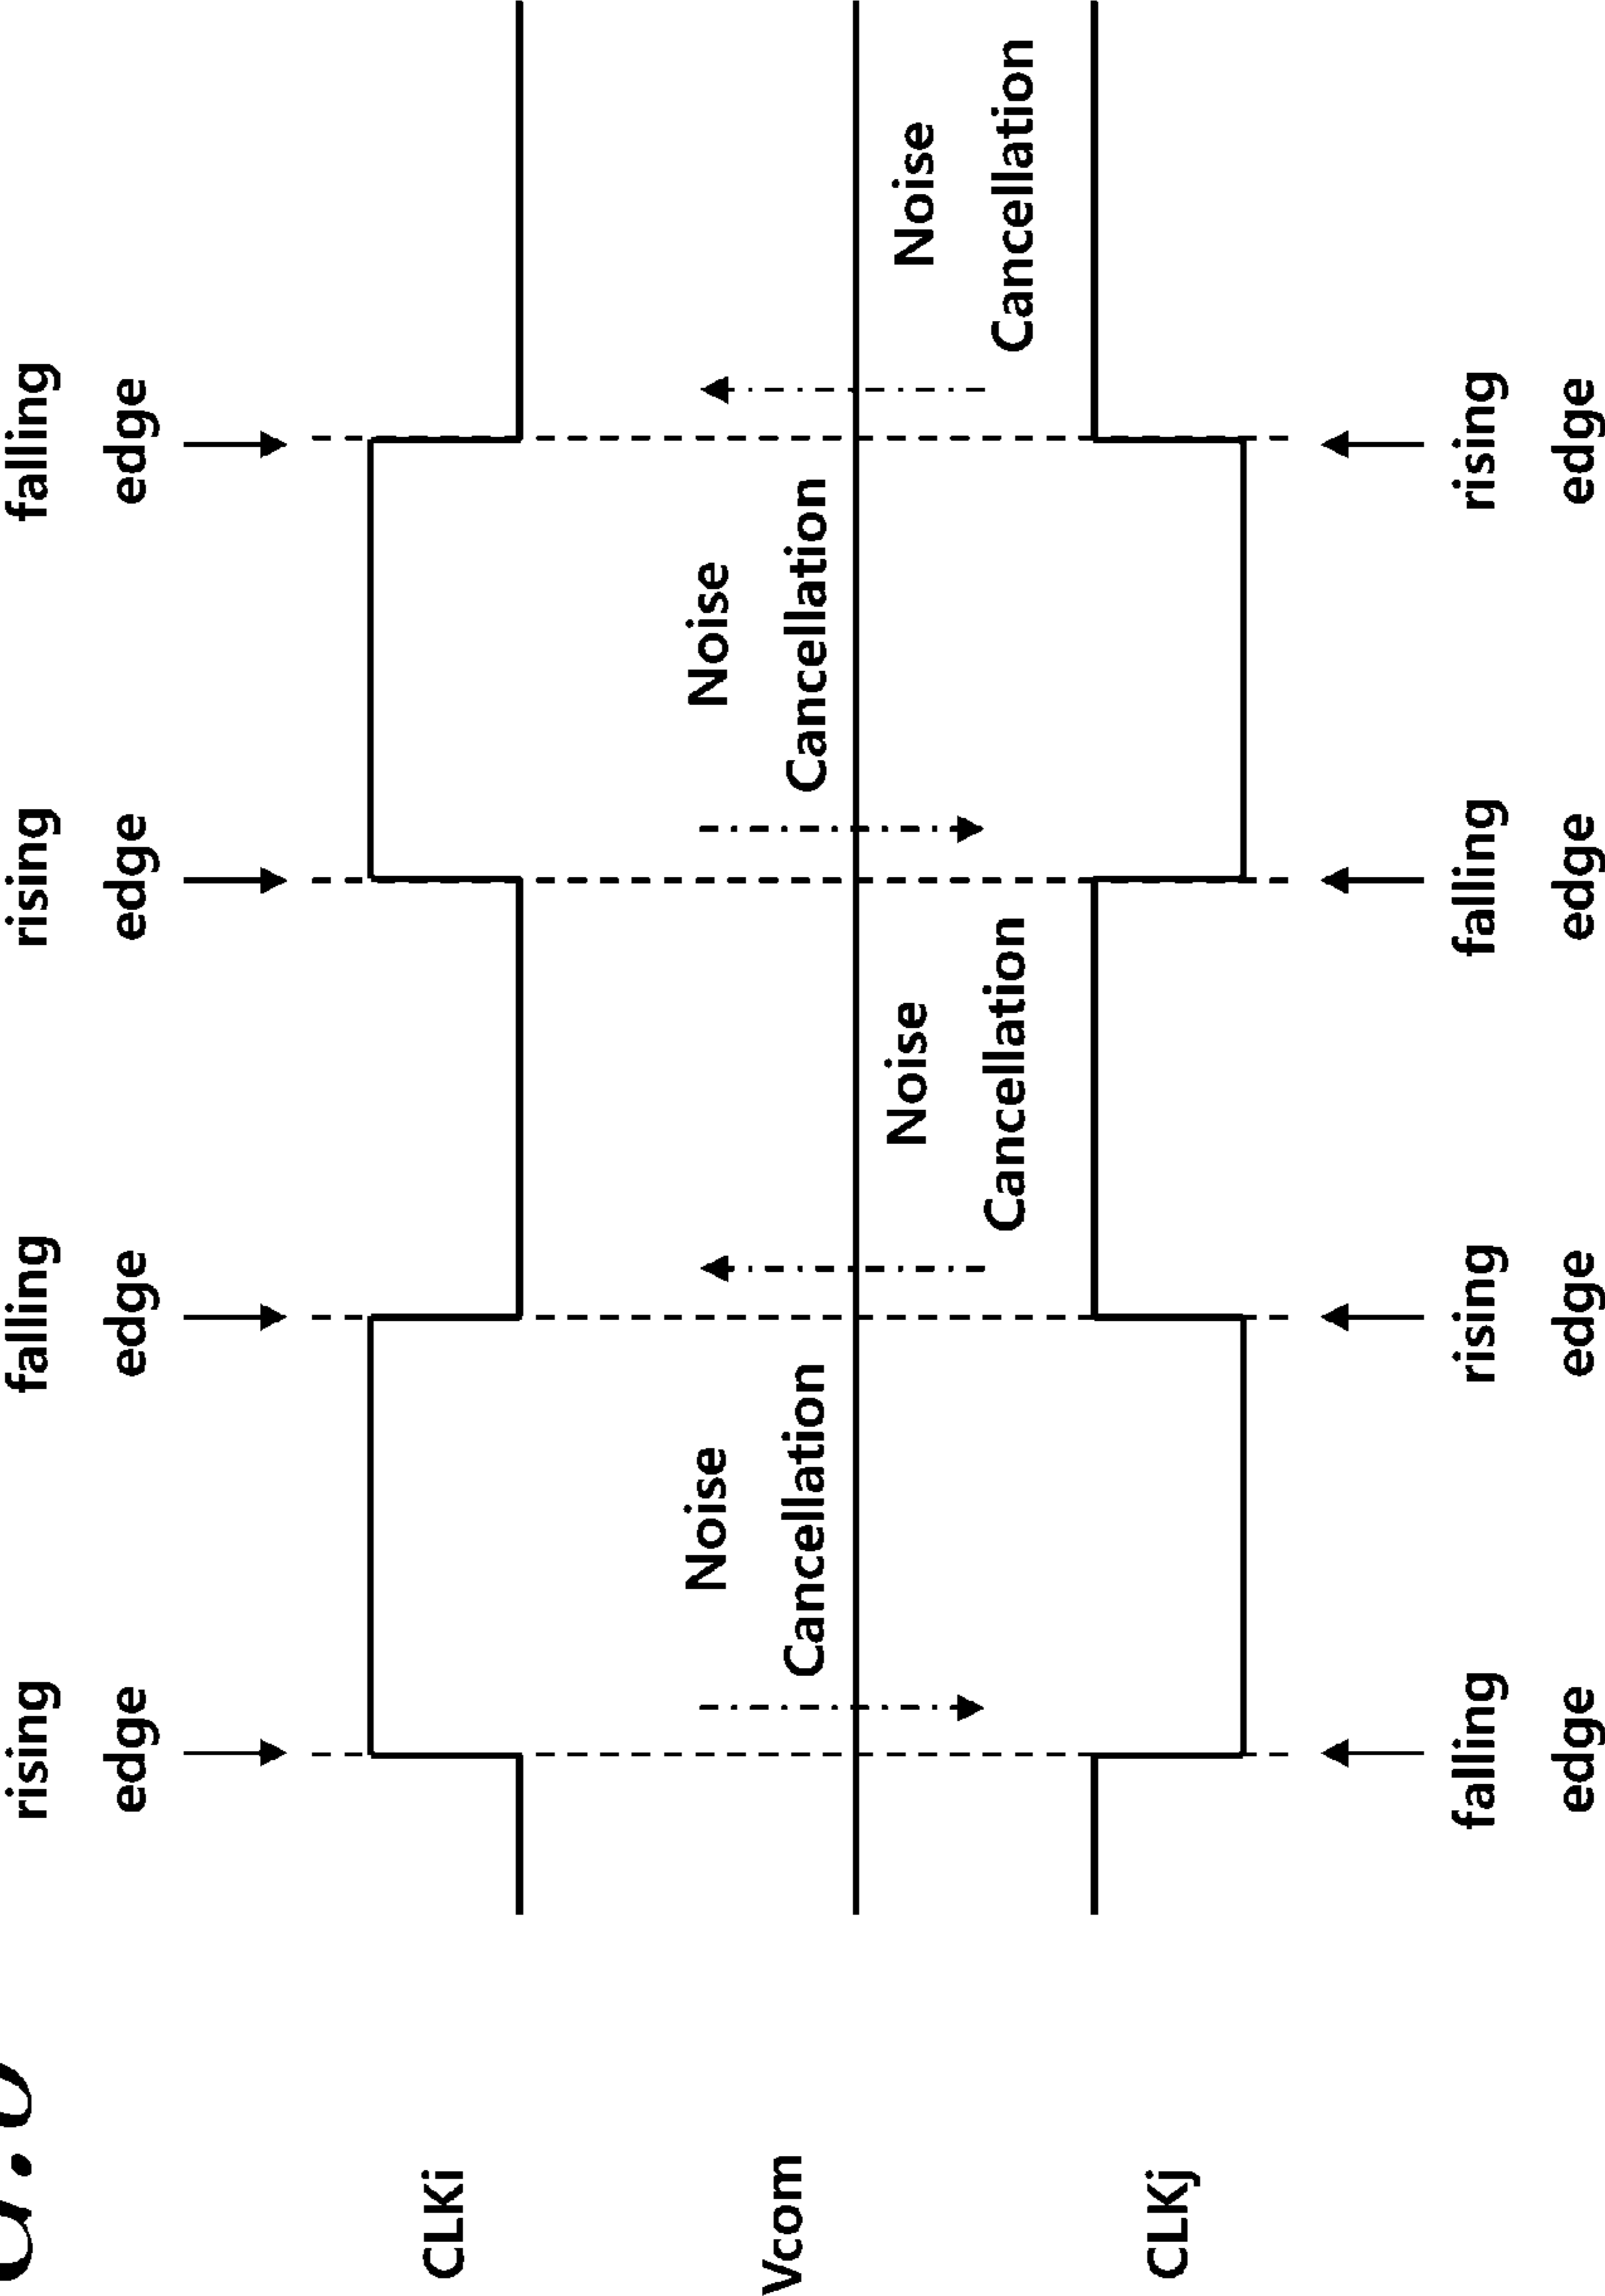 rising falling rising falling
edge edge edge edge
CLKi
Noise Noise
Vcom
Cancellation Cancellation
Noise Noise
Cancellation Cancellation
CLKj
falling rising falling rising
edge edge edge edge